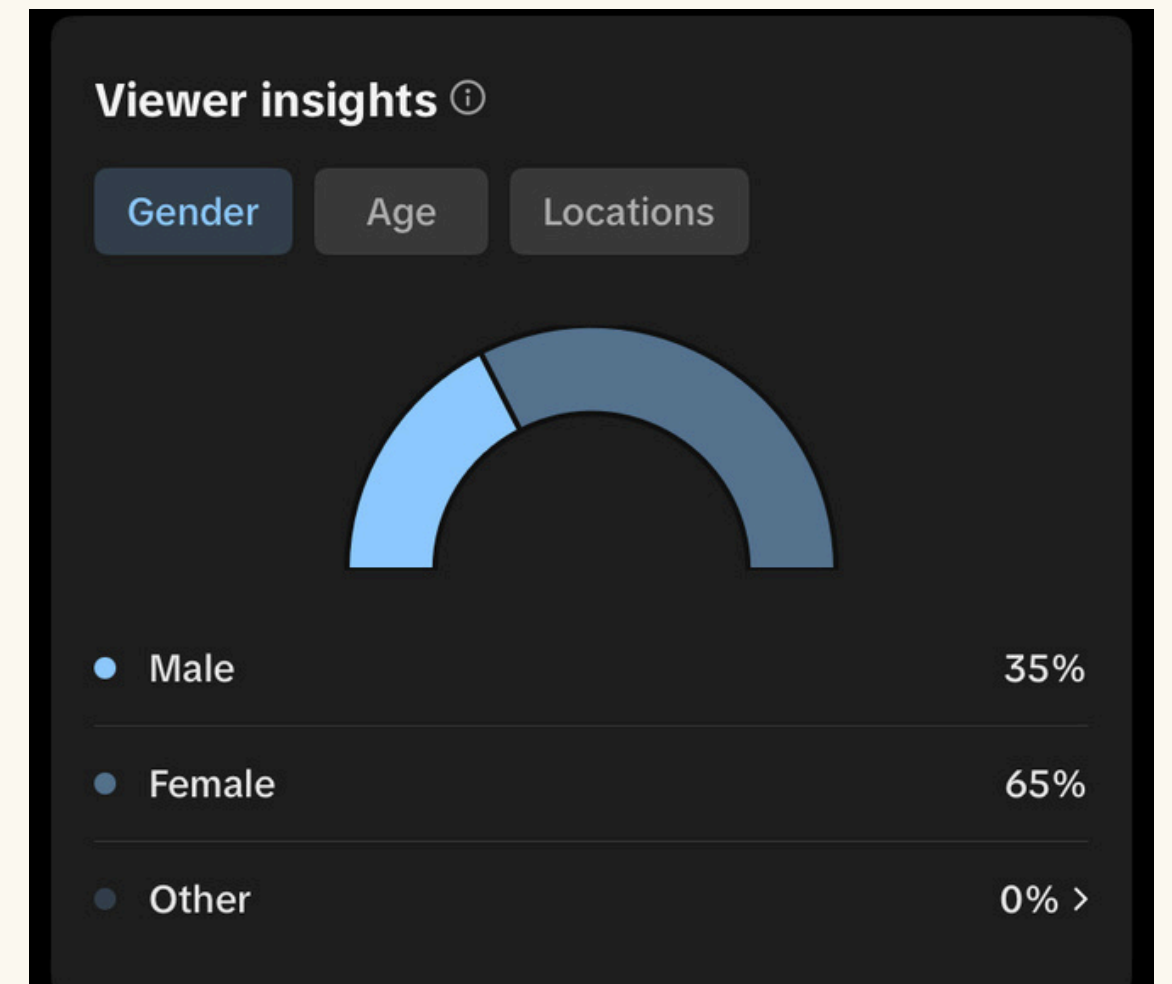 Viewer insights
Gender Age Locations
Male 35%
Female 65%
Other 0% >